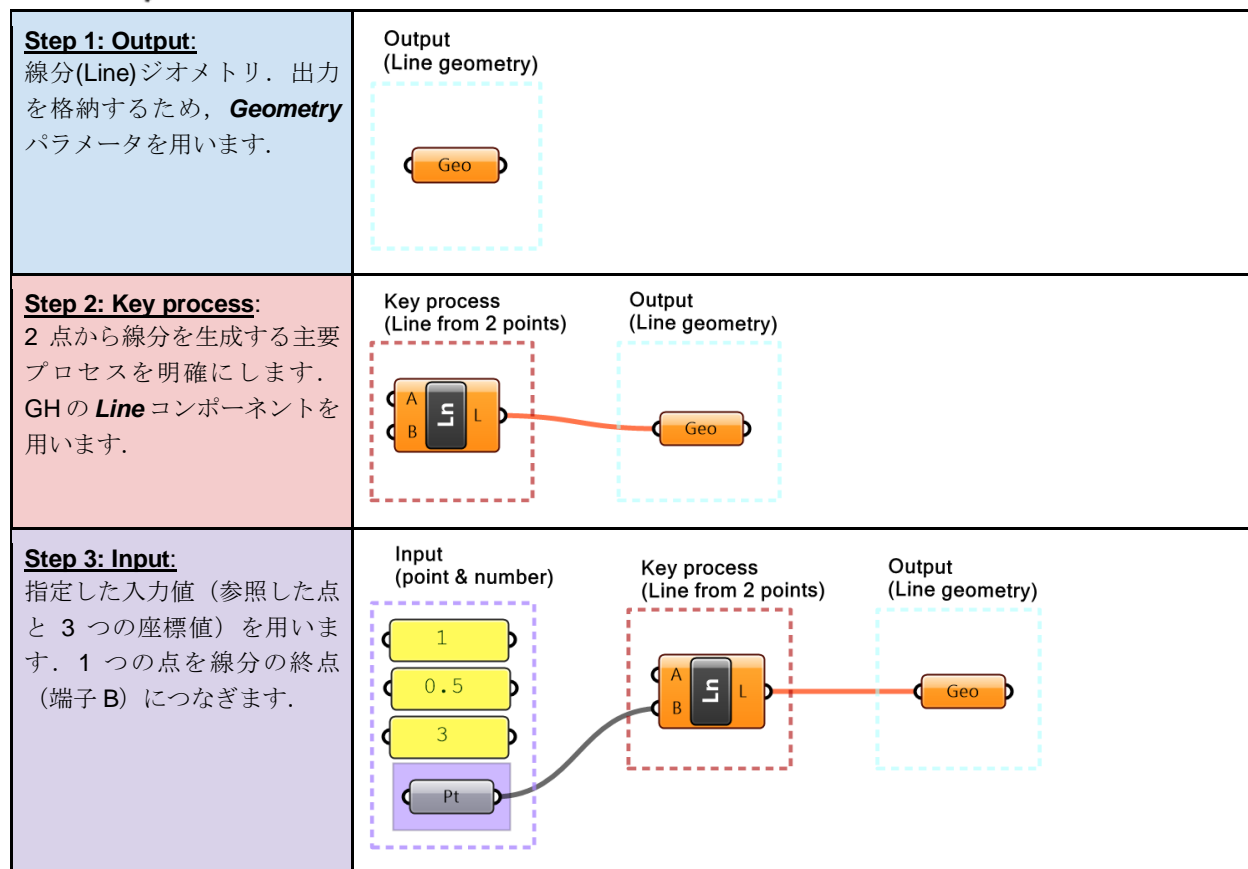 Step 1: Output:
線分(Line)ジオメトリ．出力
を格納するため，Geometry
パラメータを用います．
Output
(Line geometry)
Geo
Step 2: Key process:
2 点から線分を生成する主要
プロセスを明確にします．
GH の Line コンポーネントを
用います．
Key process
(Line from 2 points)
A
B
Ln
L
Output
(Line geometry)
Geo
Step 3: Input:
指定した入力値（参照した点
と 3 つの座標値）を用いま
す．1 つの点を線分の終点
（端子 B）につなぎます．
Input
(point & number)
1
0.5
3
Pt
Key process
(Line from 2 points)
A
B
Ln
L
Output
(Line geometry)
Geo